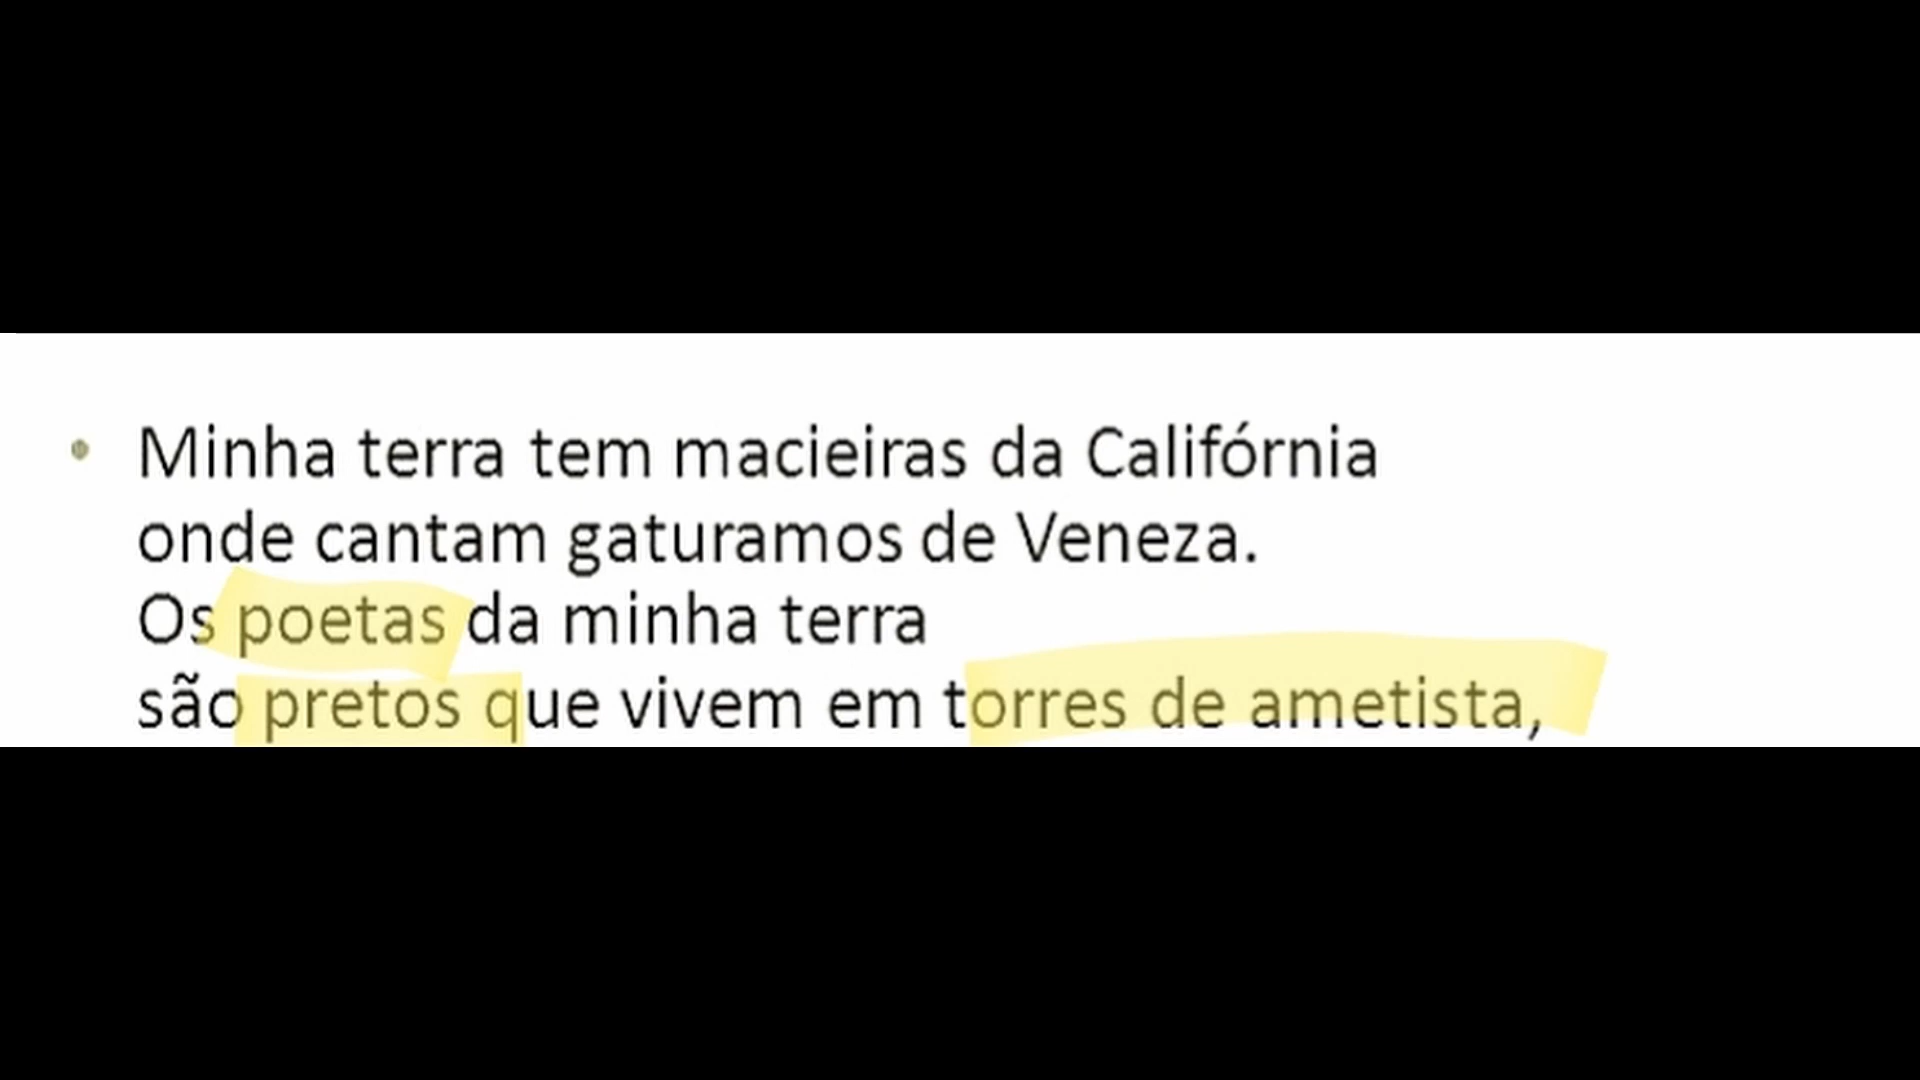 • Minha terra tem macieiras da Califórnia
onde cantam gaturamos de Veneza.
Os poetas da minha terra
são pretos que vivem em torres de ametista,